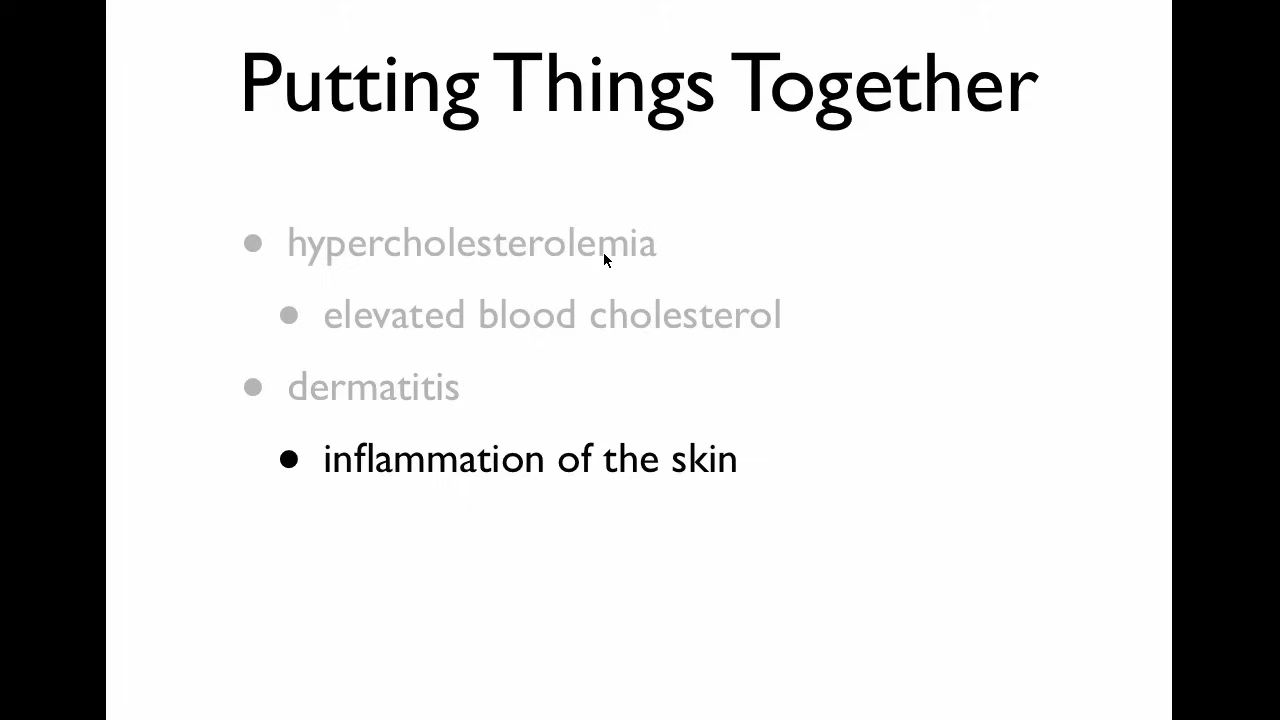 Putting Things Together
hypercholesterolemia
elevated blood cholesterol
dermatitis
inflammation of the skin